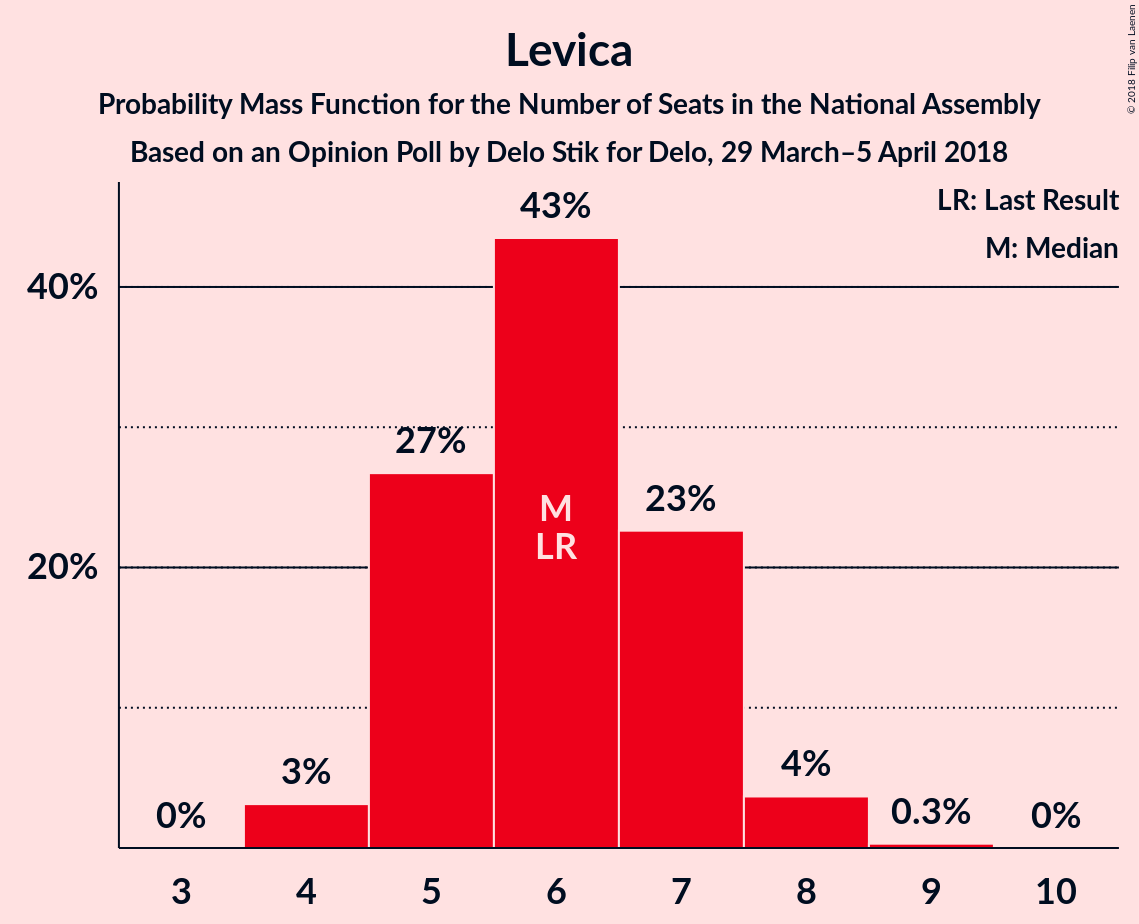 Levica
Probability Mass Function for the Number of Seats in the National Assembly
Based on an Opinion Poll by Delo Stik for Delo, 29 March–5 April 2018
© 2018 Filip van Laenen
LR: Last Result
M: Median
40%
20%
0%
3%
27%
43%
M
LR
23%
4%
0.3%
0%
3 4 5 6 7 8 9 10